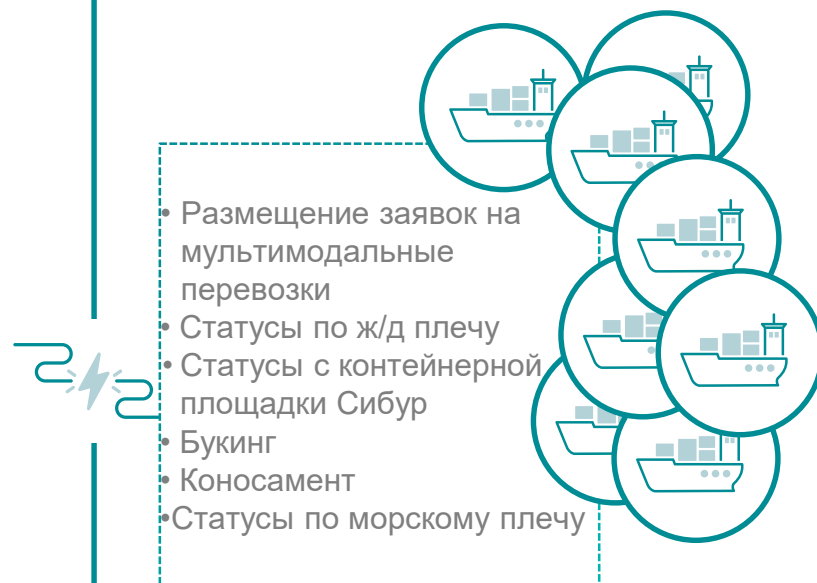 • Размещение заявок на
мультимодальные
перевозки
• Статусы по ж/д плечу
• Статусы с контейнерной
площадки Сибур
• Букинг
• Коносамент
•Статусы по морскому плечу